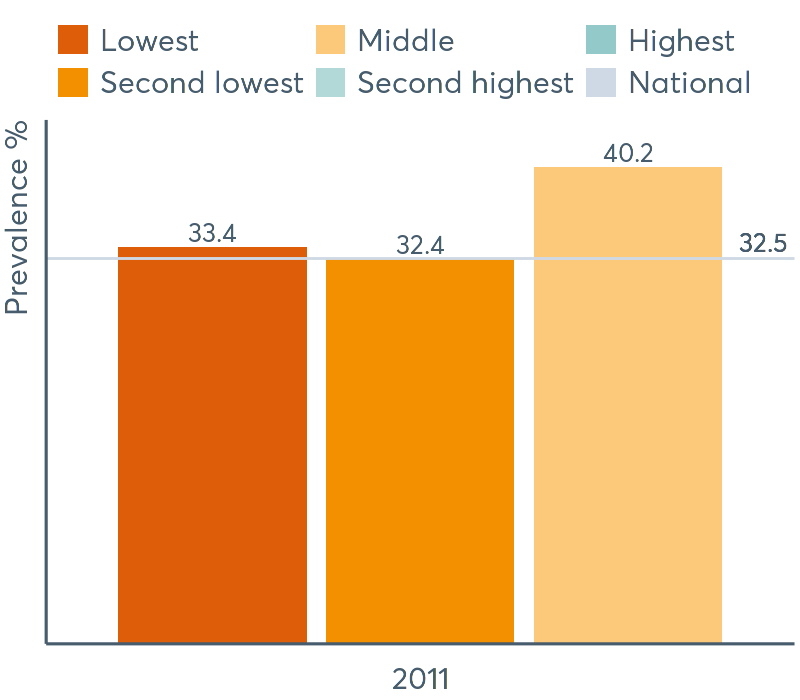 Lowest Middle Highest
Second lowest Second highest National
Prevalence %
40.2
33.4
32.4
32.5
2011